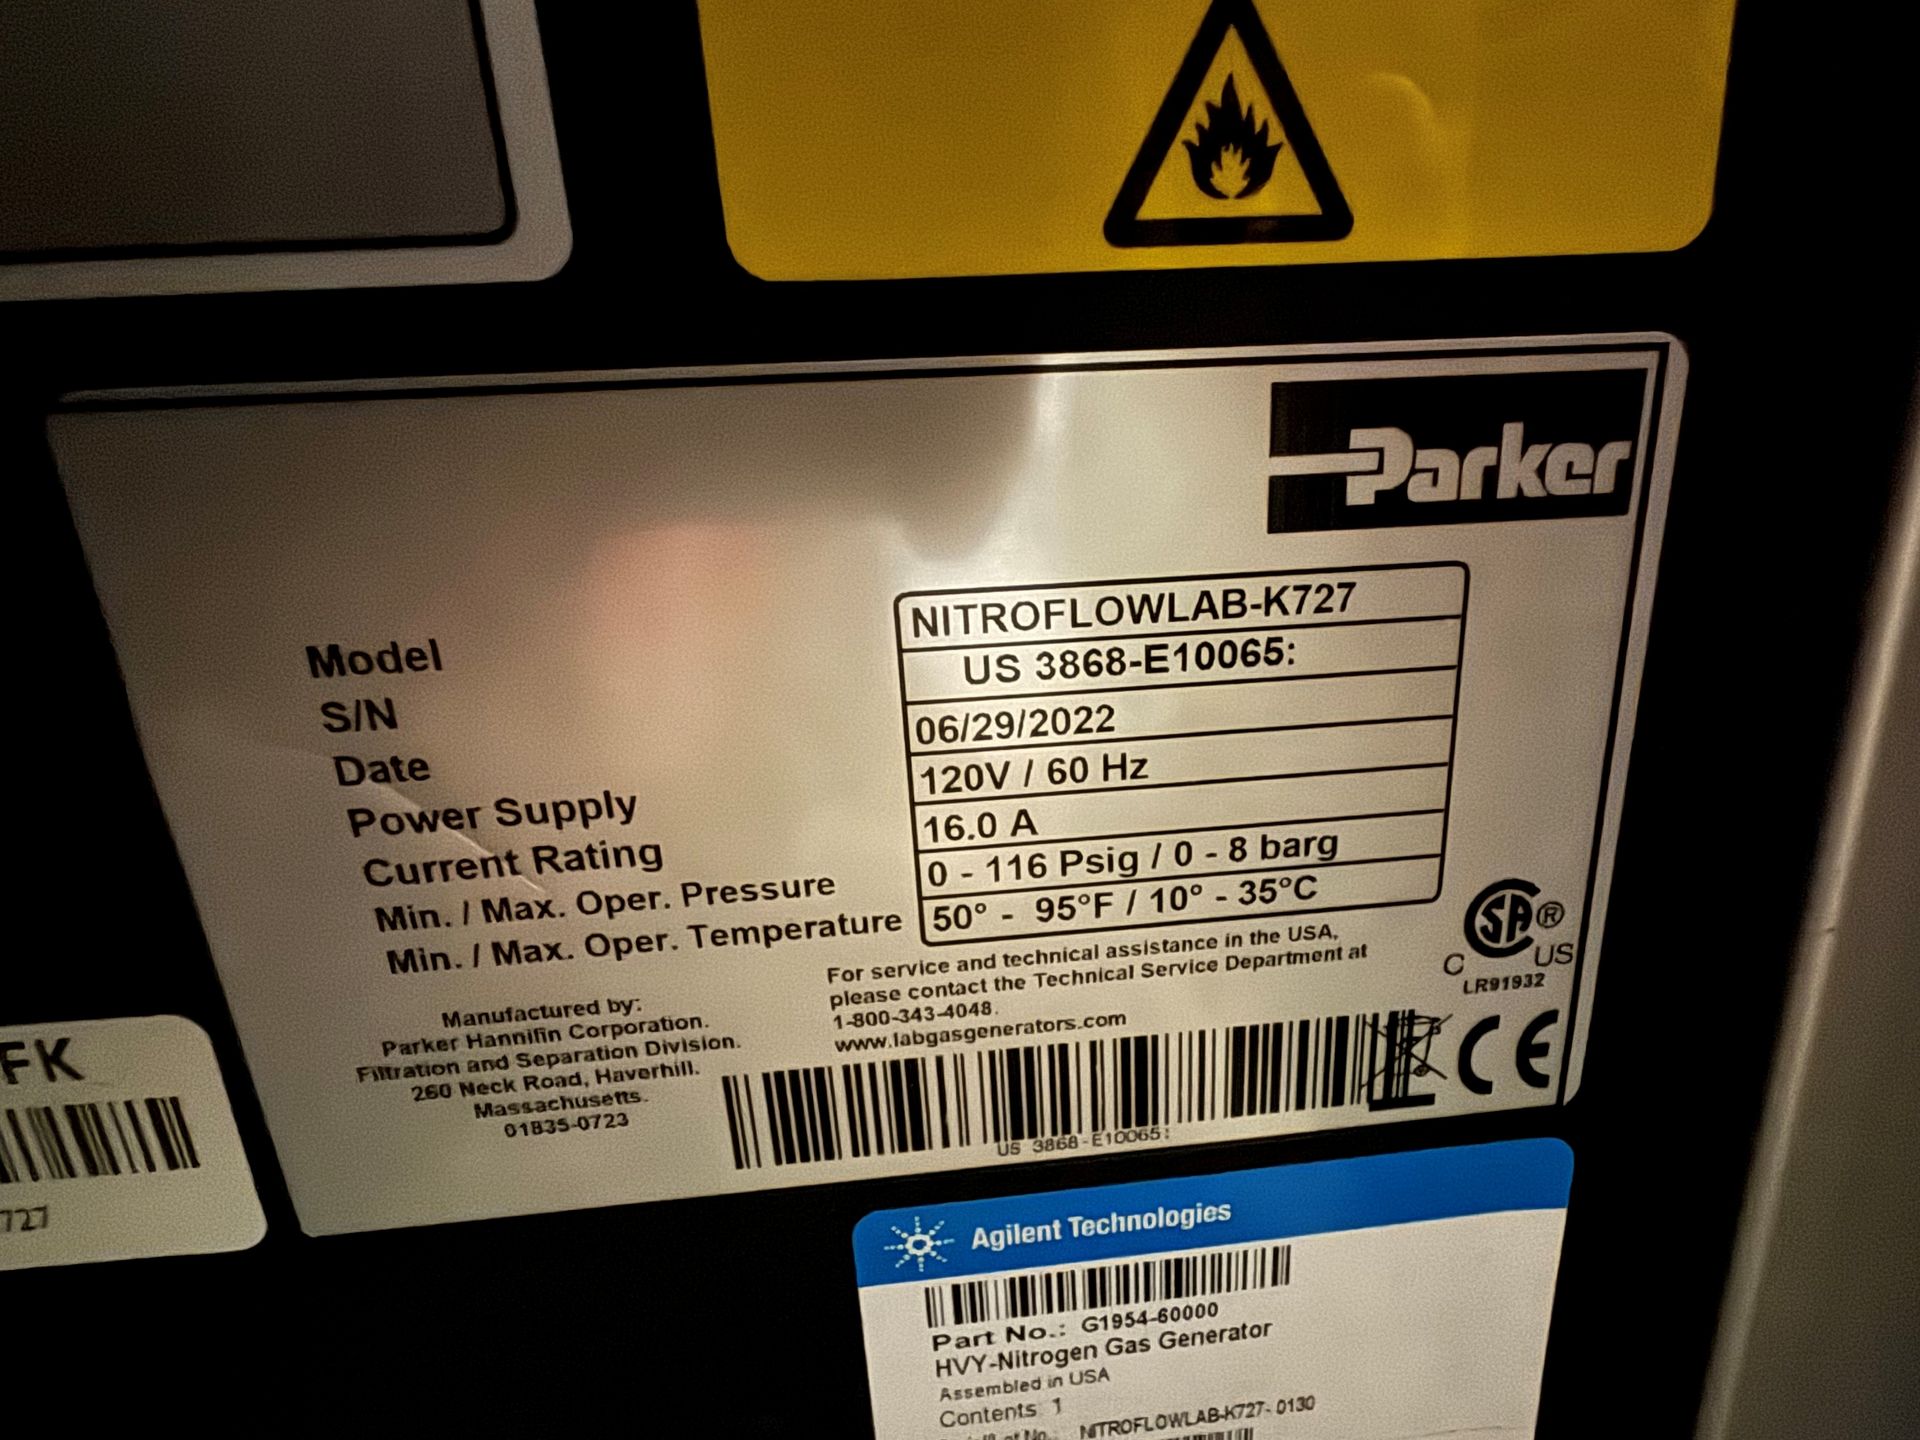 Parker
Model NITROFLOWLAB-K727
S/N US 3868-E10065:
Date 06/29/2022
Power Supply 120V / 60 Hz
Current Rating 16.0 A
Min. / Max. Oper. Pressure 0 - 116 Psig / 0 - 8 barg
Min. / Max. Oper. Temperature 50° - 95°F / 10° - 35°C
Manufactured by:
Parker Hannifin Corporation.
Filtration and Separation Division.
260 Neck Road, Haverhill.
Massachusetts.
01835-0723
For service and technical assistance in the USA,
please contact the Technical Service Department at
1-800-343-4048.
www.labgasgenerators.com
US 3868-E10065:
SA ®
C US
LR91932
CE
FK
727
Agilent Technologies
Part No.: G1954-60000
HVY-Nitrogen Gas Generator
Assembled in USA
Contents: 1
NITROFLOWLAB-K727- 0130